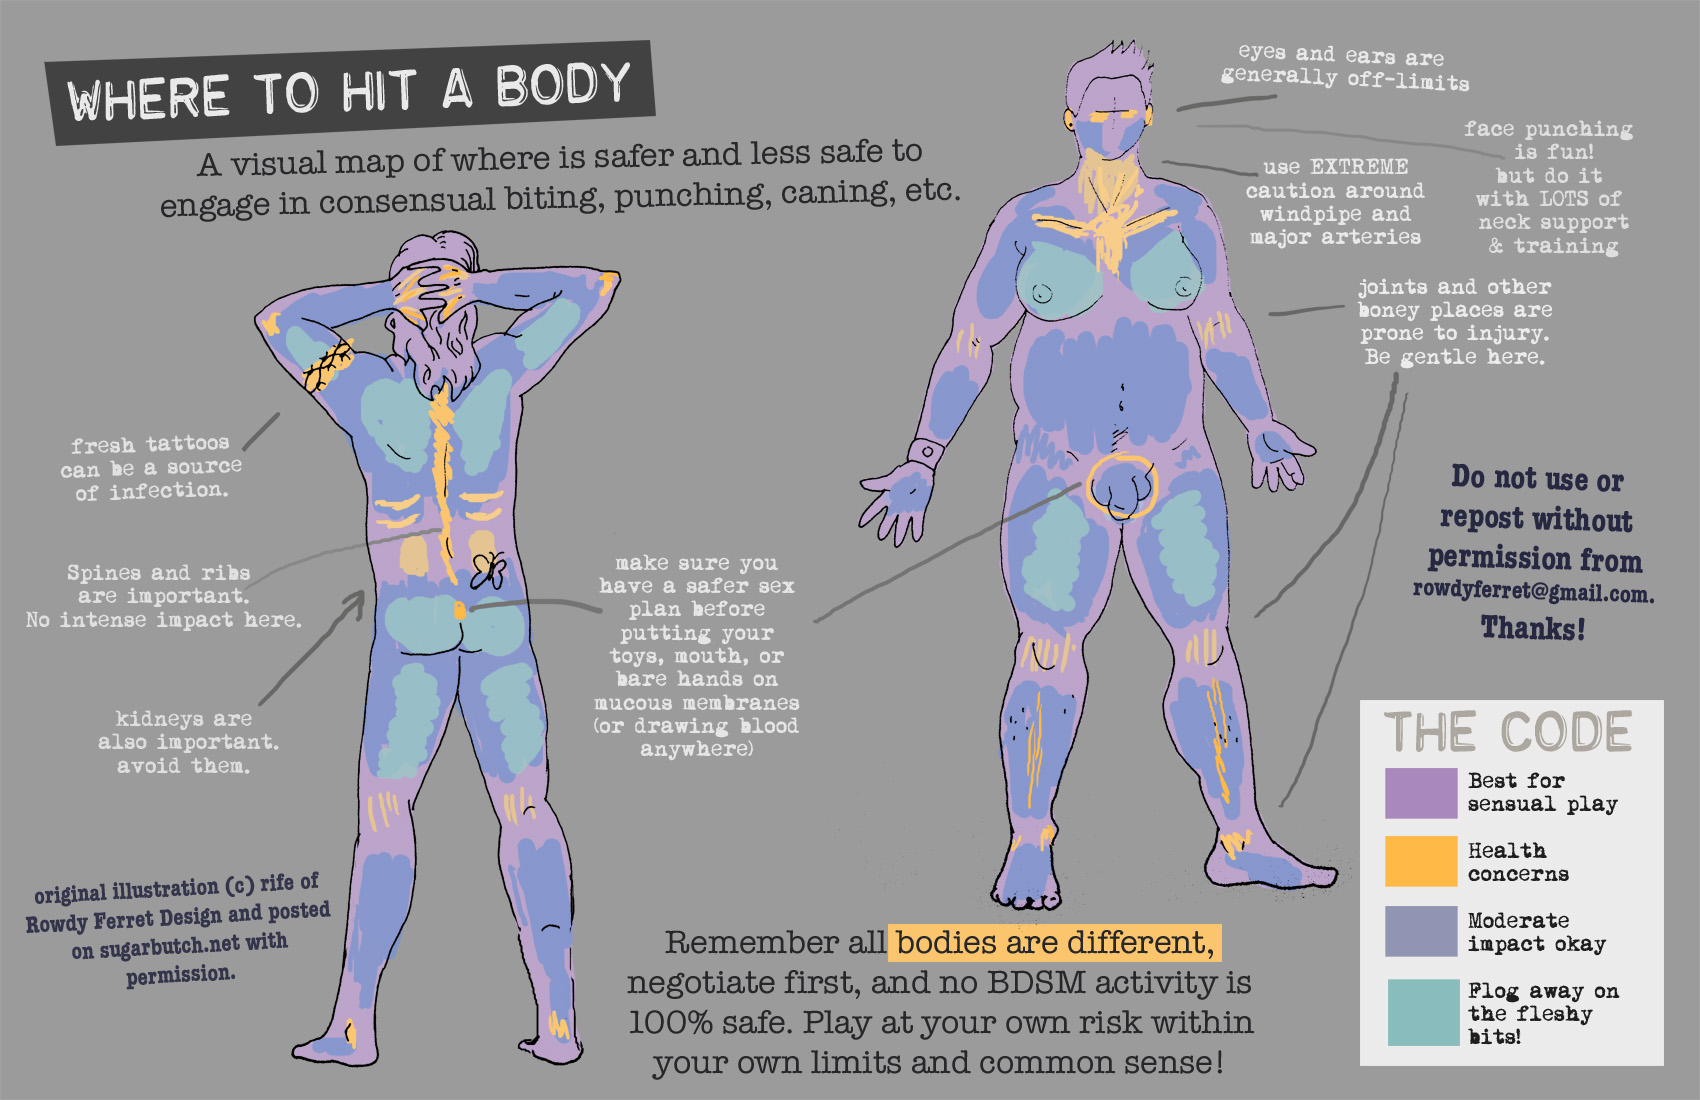 WHERE TO HIT A BODY
A visual map of where is safer and less safe to
engage in consensual biting, punching, caning, etc.
eyes and ears are
generally off-limits
face punching
is fun!
but do it
with LOTS of
neck support
& training
use EXTREME
caution around
windpipe and
major arteries
joints and other
boney places are
prone to injury.
Be gentle here.
fresh tattoos
can be a source
of infection.
Spines and ribs
are important.
No intense impact here.
kidneys are
also important.
avoid them.
make sure you
have a safer sex
plan before
putting your
toys, mouth, or
bare hands on
mucous membranes
(or drawing blood
anywhere)
Do not use or
repost without
permission from
rowdyferret@gmail.com.
Thanks!
THE CODE
Best for
sensual play
Health
concerns
Moderate
impact okay
Flog away on
the fleshy
bits!
original illustration (c) rife of
Rowdy Ferret Design and posted
on sugarbutch.net with
permission.
Remember all bodies are different,
negotiate first, and no BDSM activity is
100% safe. Play at your own risk within
your own limits and common sense!